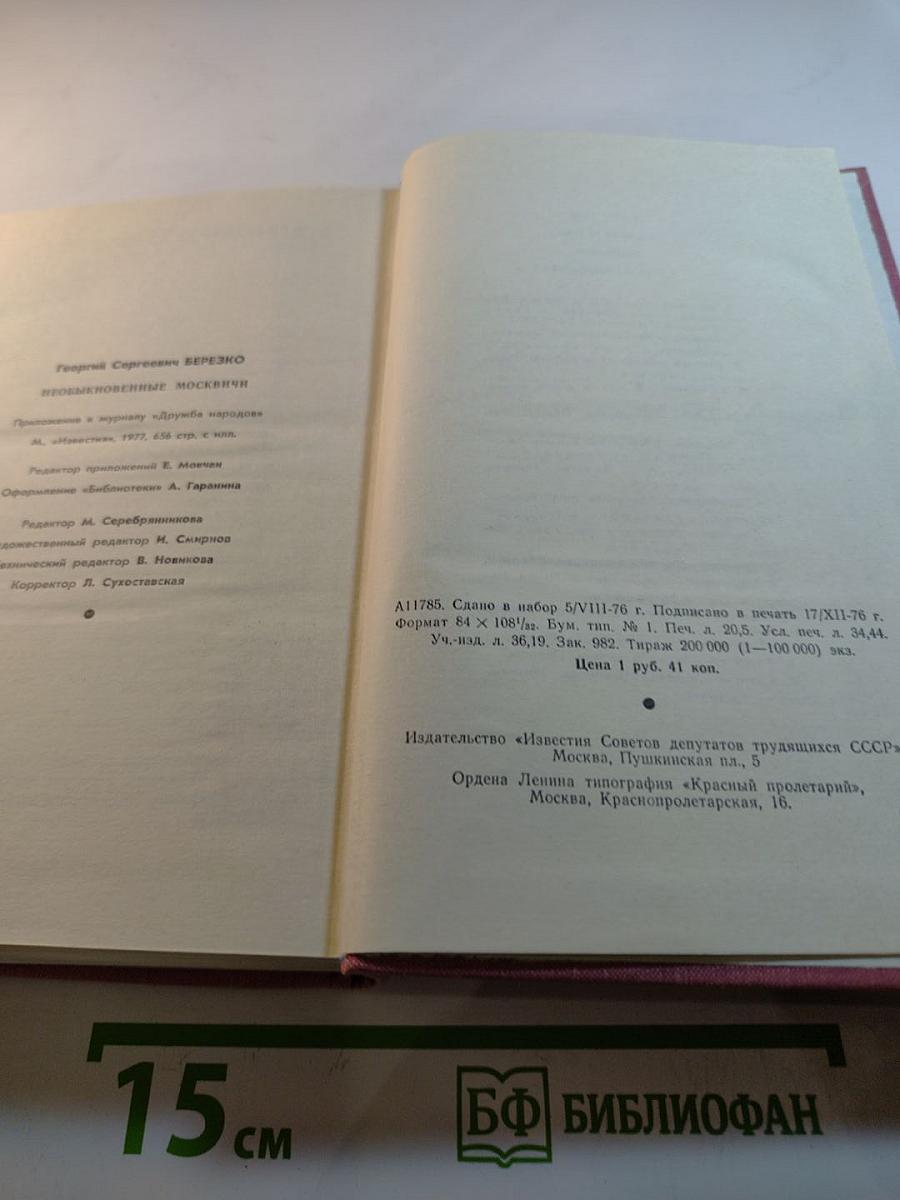 Георгий Сергеевич БЕРЕЗКО
НЕОБЫКНОВЕННЫЕ МОСКВИЧИ
Приложение к журналу «Дружба народов»
М. «Известия», 1977, 656 стр. с илл.
Редактор приложений Е. Мовчан
Оформление «Библиотеки» А. Гаранина
Редактор М. Серебрянникова
дожественный редактор И. Смирнов
ехнический редактор В. Новикова
Корректор Л. Сухоставская
А11785. Сдано в набор 5/VIII-76 г. Подписано в печать 17/XII-76 г.
Формат 84 × 108¹/₃₂. Бум. тип. № 1. Печ. л. 20,5. Усл. печ. л. 34,44.
Уч.-изд. л. 36,19. Зак. 982. Тираж 200 000 (1—100 000) экз.
Цена 1 руб. 41 коп.
Издательство «Известия Советов депутатов трудящихся СССР»
Москва, Пушкинская пл., 5
Ордена Ленина типография «Красный пролетарий»,
Москва, Краснопролетарская, 16.
15 см
БФ БИБЛИОФАН